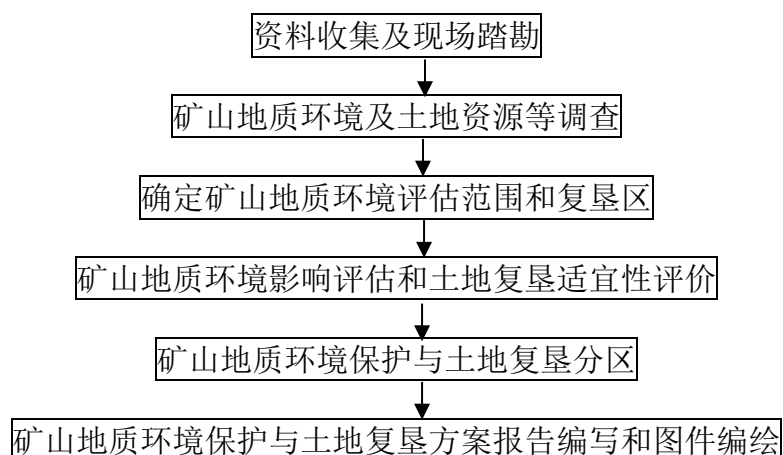 资料收集及现场踏勘
矿山地质环境及土地资源等调查
确定矿山地质环境评估范围和复垦区
矿山地质环境影响评估和土地复垦适宜性评价
矿山地质环境保护与土地复垦分区
矿山地质环境保护与土地复垦方案报告编写和图件编绘